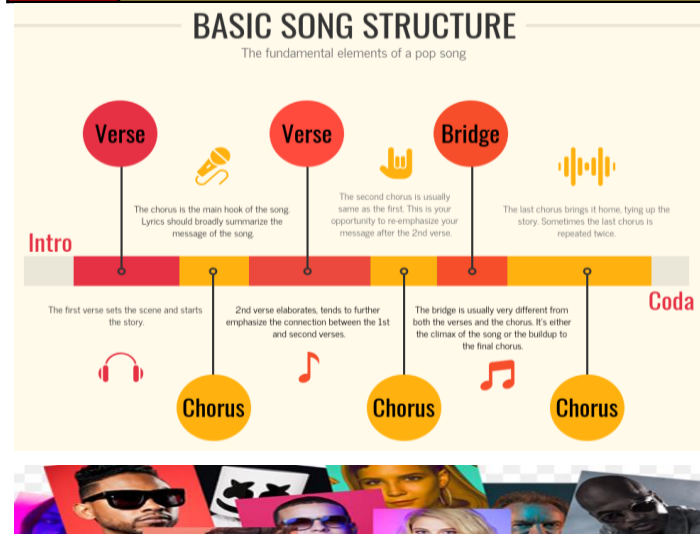 BASIC SONG STRUCTURE
The fundamental elements of a pop song
Verse
Verse
Bridge
The chorus is the main hook of the song.
Lyrics should broadly summarize the
message of the song.
The second chorus is usually
same as the first. This is your
opportunity to re-emphasize your
message after the 2nd verse.
The last chorus brings it home, tying up the
story. Sometimes the last chorus is
repeated twice.
Intro
Coda
The first verse sets the scene and starts
the story.
2nd verse elaborates, tends to further
emphasize the connection between the 1st
and second verses.
The bridge is usually very different from
both the verses and the chorus. It's either
the climax of the song or the buildup to
the final chorus.
Chorus
Chorus
Chorus